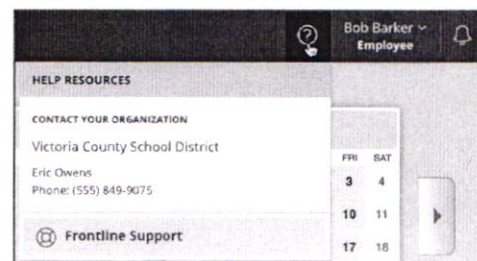 Bob Barker
Employee
HELP RESOURCES
CONTACT YOUR ORGANIZATION
Victoria County School District
Eric Owens
Phone: (555) 849-9075
Frontline Support
FRI SAT
3 4
10 11
17 18